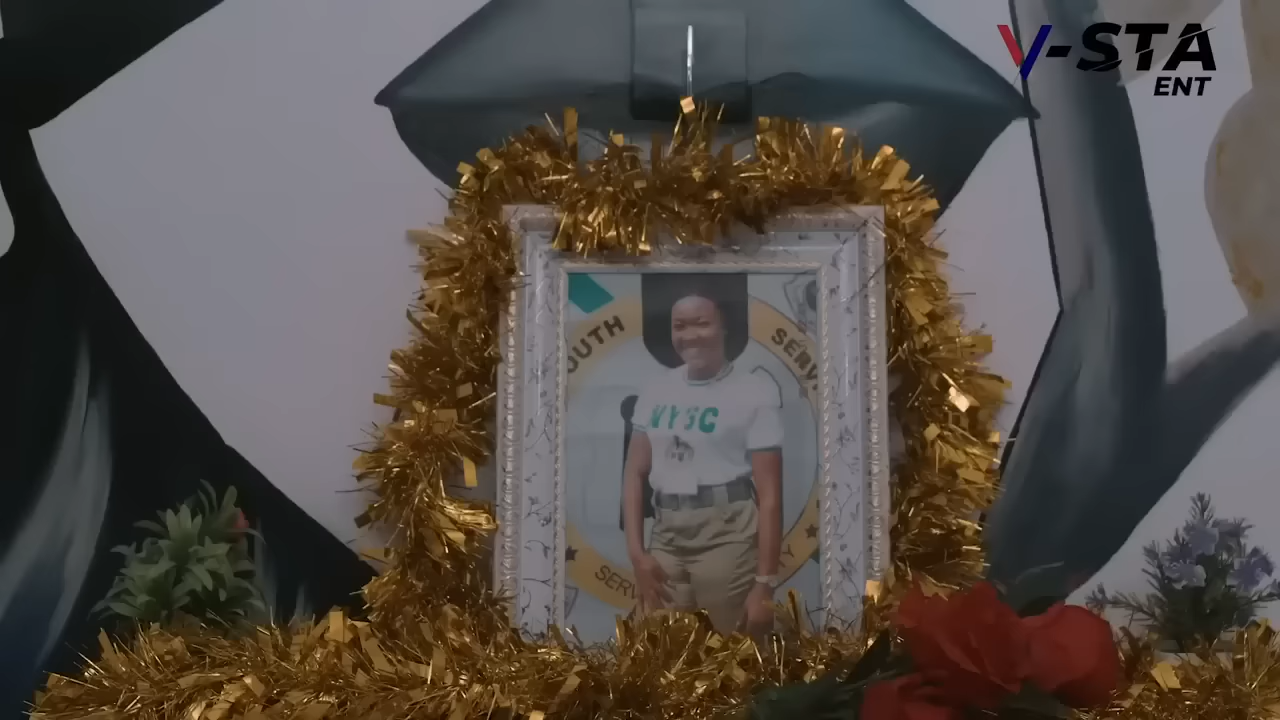 V-STA
ENT
OUTH
SERV
NYSC
SERV
Y